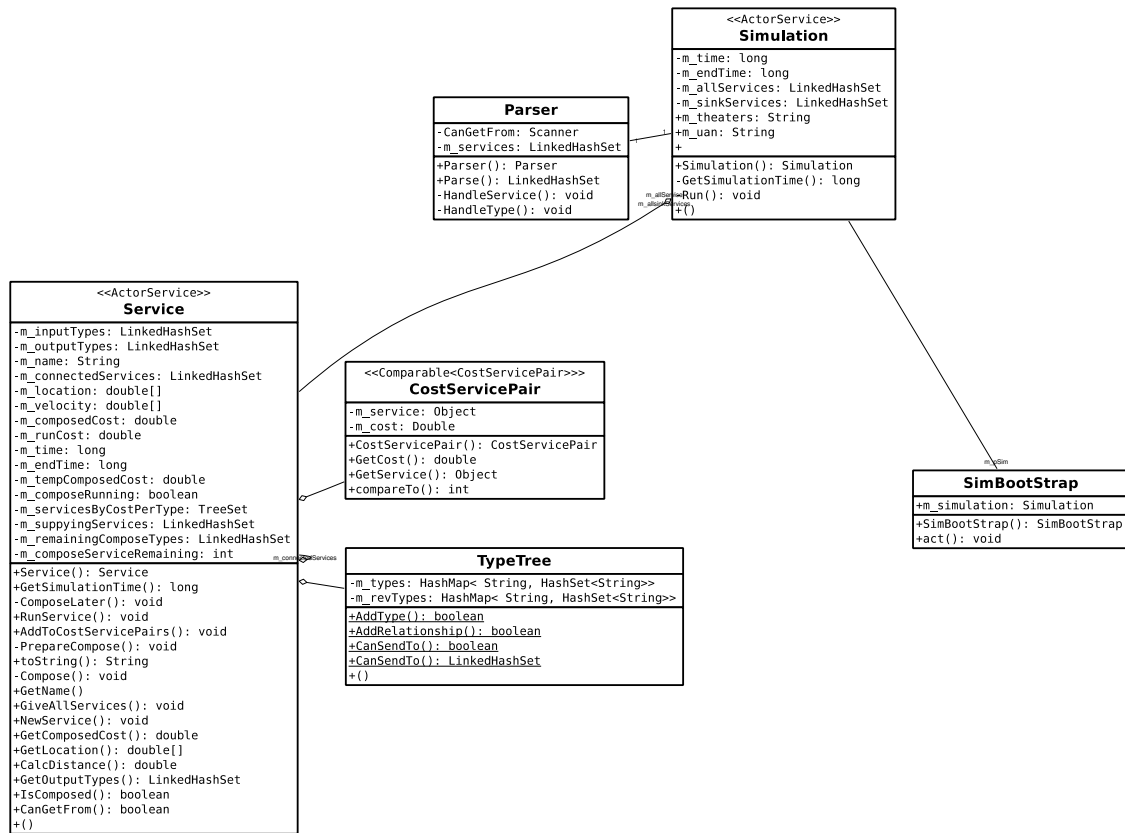 <<ActorService>>
Simulation
-m_time: long
-m_endTime: long
-m_allServices: LinkedHashSet
-m_sinkServices: LinkedHashSet
+m_theaters: String
+m_uan: String
+
+Simulation(): Simulation
-GetSimulationTime(): long
-Run(): void
+()
Parser
-CanGetFrom: Scanner
-m_services: LinkedHashSet
+Parser(): Parser
+Parse(): LinkedHashSet
-HandleService(): void
-HandleType(): void
m_allServices
m_allsinkServices
<<ActorService>>
Service
-m_inputTypes: LinkedHashSet
-m_outputTypes: LinkedHashSet
-m_name: String
-m_connectedServices: LinkedHashSet
-m_location: double[]
-m_velocity: double[]
-m_composedCost: double
-m_runCost: double
-m_time: long
-m_endTime: long
-m_tempComposedCost: double
-m_composeRunning: boolean
-m_servicesByCostPerType: TreeSet
-m_suppyingServices: LinkedHashSet
-m_remainingComposeTypes: LinkedHashSet
-m_composeServiceRemaining: int
+Service(): Service
+GetSimulationTime(): long
-ComposeLater(): void
+RunService(): void
+AddToCostServicePairs(): void
-PrepareCompose(): void
+toString(): String
-Compose(): void
+GetName()
+GiveAllServices(): void
+NewService(): void
+GetComposedCost(): double
+GetLocation(): double[]
+CalcDistance(): double
+GetOutputTypes(): LinkedHashSet
+IsComposed(): boolean
+CanGetFrom(): boolean
+()
<<Comparable<CostServicePair>>>
CostServicePair
-m_service: Object
-m_cost: Double
+CostServicePair(): CostServicePair
+GetCost(): double
+GetService(): Object
+compareTo(): int
m_connectedServices
TypeTree
-m_types: HashMap< String, HashSet<String>>
-m_revTypes: HashMap< String, HashSet<String>>
+AddType(): boolean
+AddRelationship(): boolean
+CanSendTo(): boolean
+CanSendTo(): LinkedHashSet
+()
m_pSim
SimBootStrap
+m_simulation: Simulation
+SimBootStrap(): SimBootStrap
+act(): void